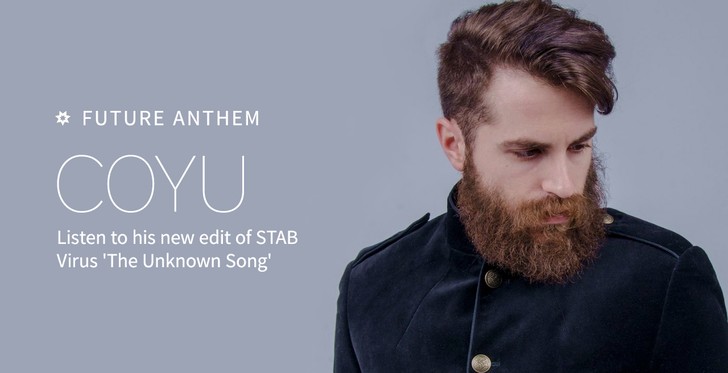 FUTURE ANTHEM
COYU
Listen to his new edit of STAB
Virus 'The Unknown Song'